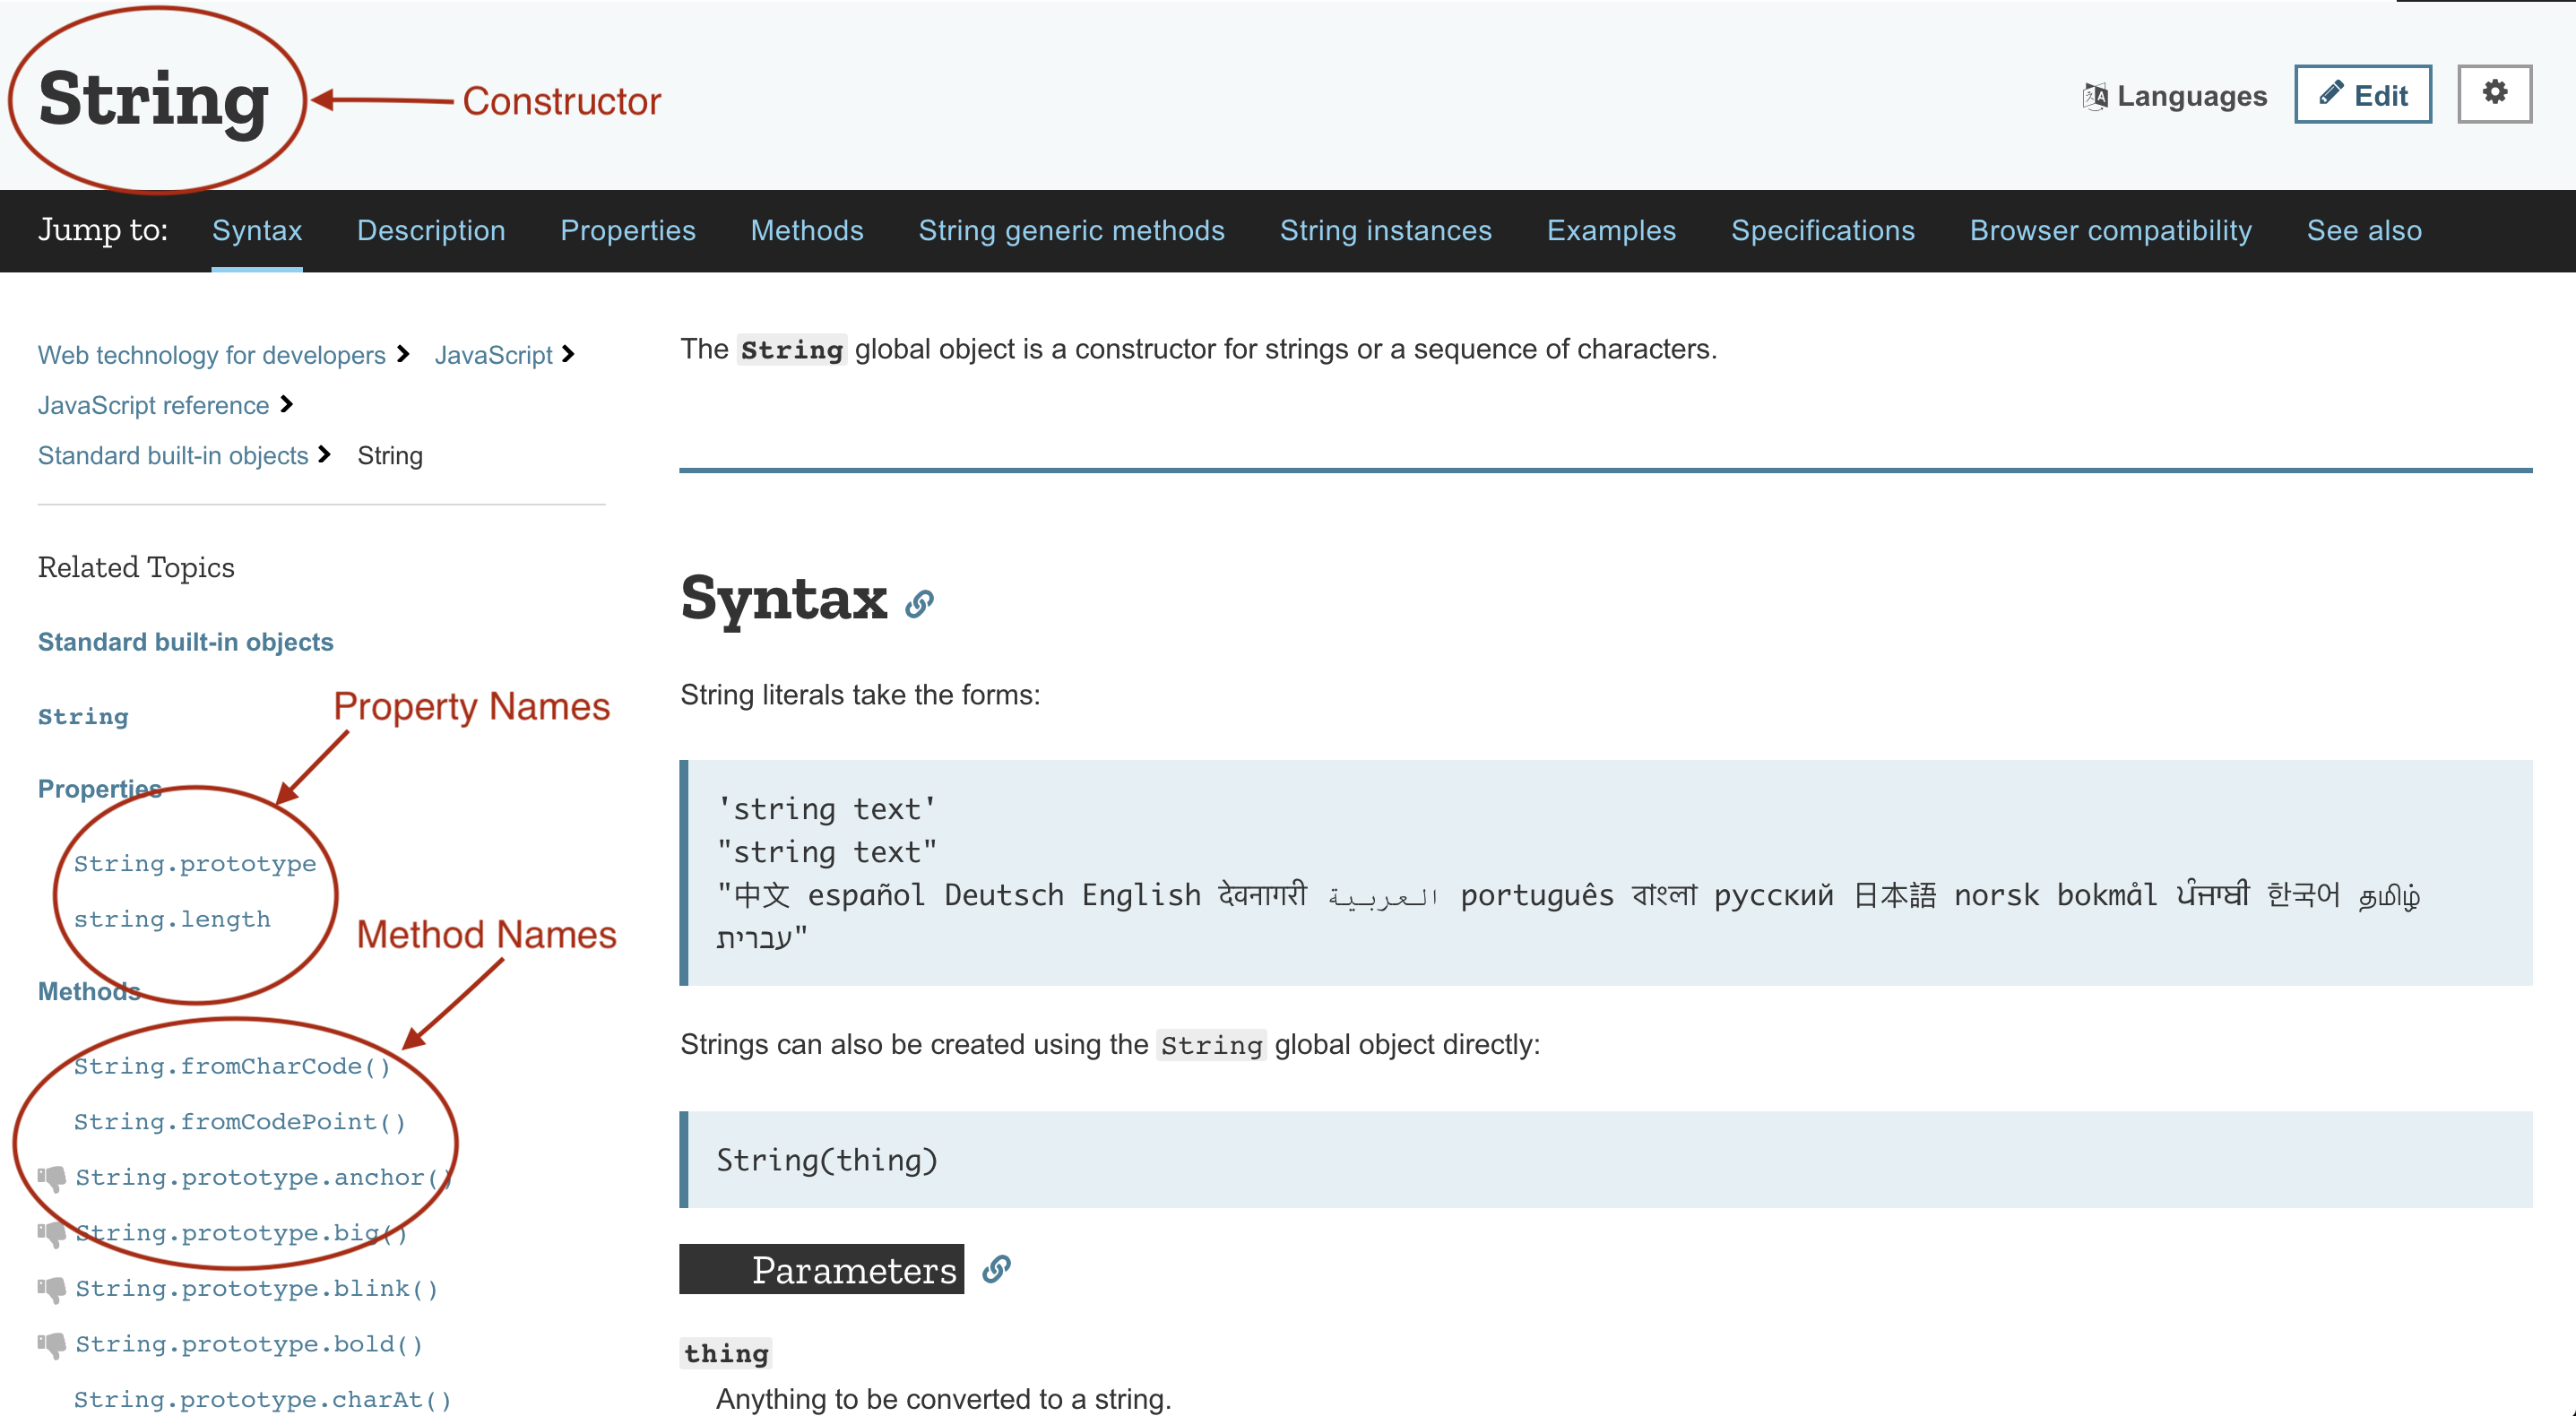 String
Constructor
Languages
Edit
Jump to: Syntax Description Properties Methods String generic methods String instances Examples Specifications Browser compatibility See also
Web technology for developers JavaScript
JavaScript reference
Standard built-in objects String
Related Topics
Standard built-in objects
String
Property Names
Properties
String.prototype
string.length
Method Names
Methods
String.fromCharCode()
String.fromCodePoint()
String.prototype.anchor()
String.prototype.big()
String.prototype.blink()
String.prototype.bold()
String.prototype.charAt()
The String global object is a constructor for strings or a sequence of characters.
Syntax
String literals take the forms:
'string text'
"string text"
"中文 español Deutsch English देवनागरी العربية português বাংলা русский 日本語 norsk bokmål ਪੰਜਾਬੀ 한국어 தமிழ்
עברית"
Strings can also be created using the String global object directly:
String(thing)
Parameters
thing
Anything to be converted to a string.